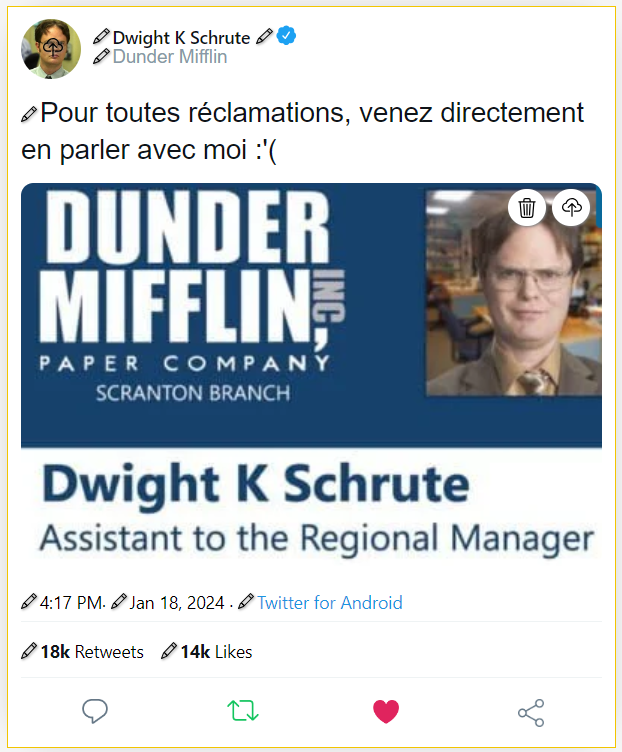 Dwight K Schrute
Dunder Mifflin
Pour toutes réclamations, venez directement
en parler avec moi :'(
DUNDER
MIFFLIN, INC
PAPER COMPANY
SCRANTON BRANCH
Dwight K Schrute
Assistant to the Regional Manager
4:17 PM. Jan 18, 2024 . Twitter for Android
18k Retweets 14k Likes